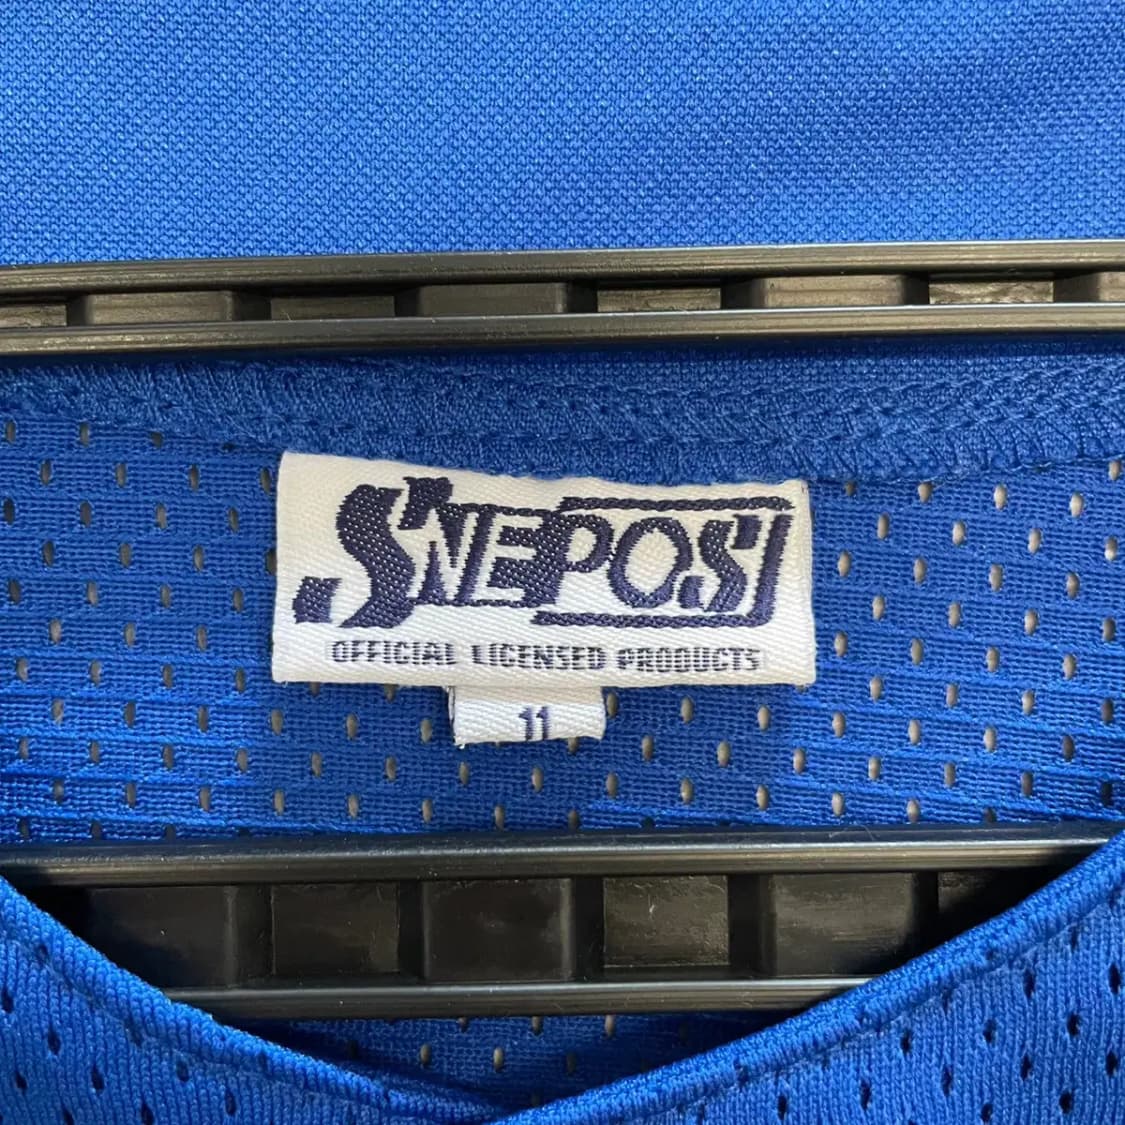 SNEPOSI
OFFICIAL LICENSED PRODUCTS
11